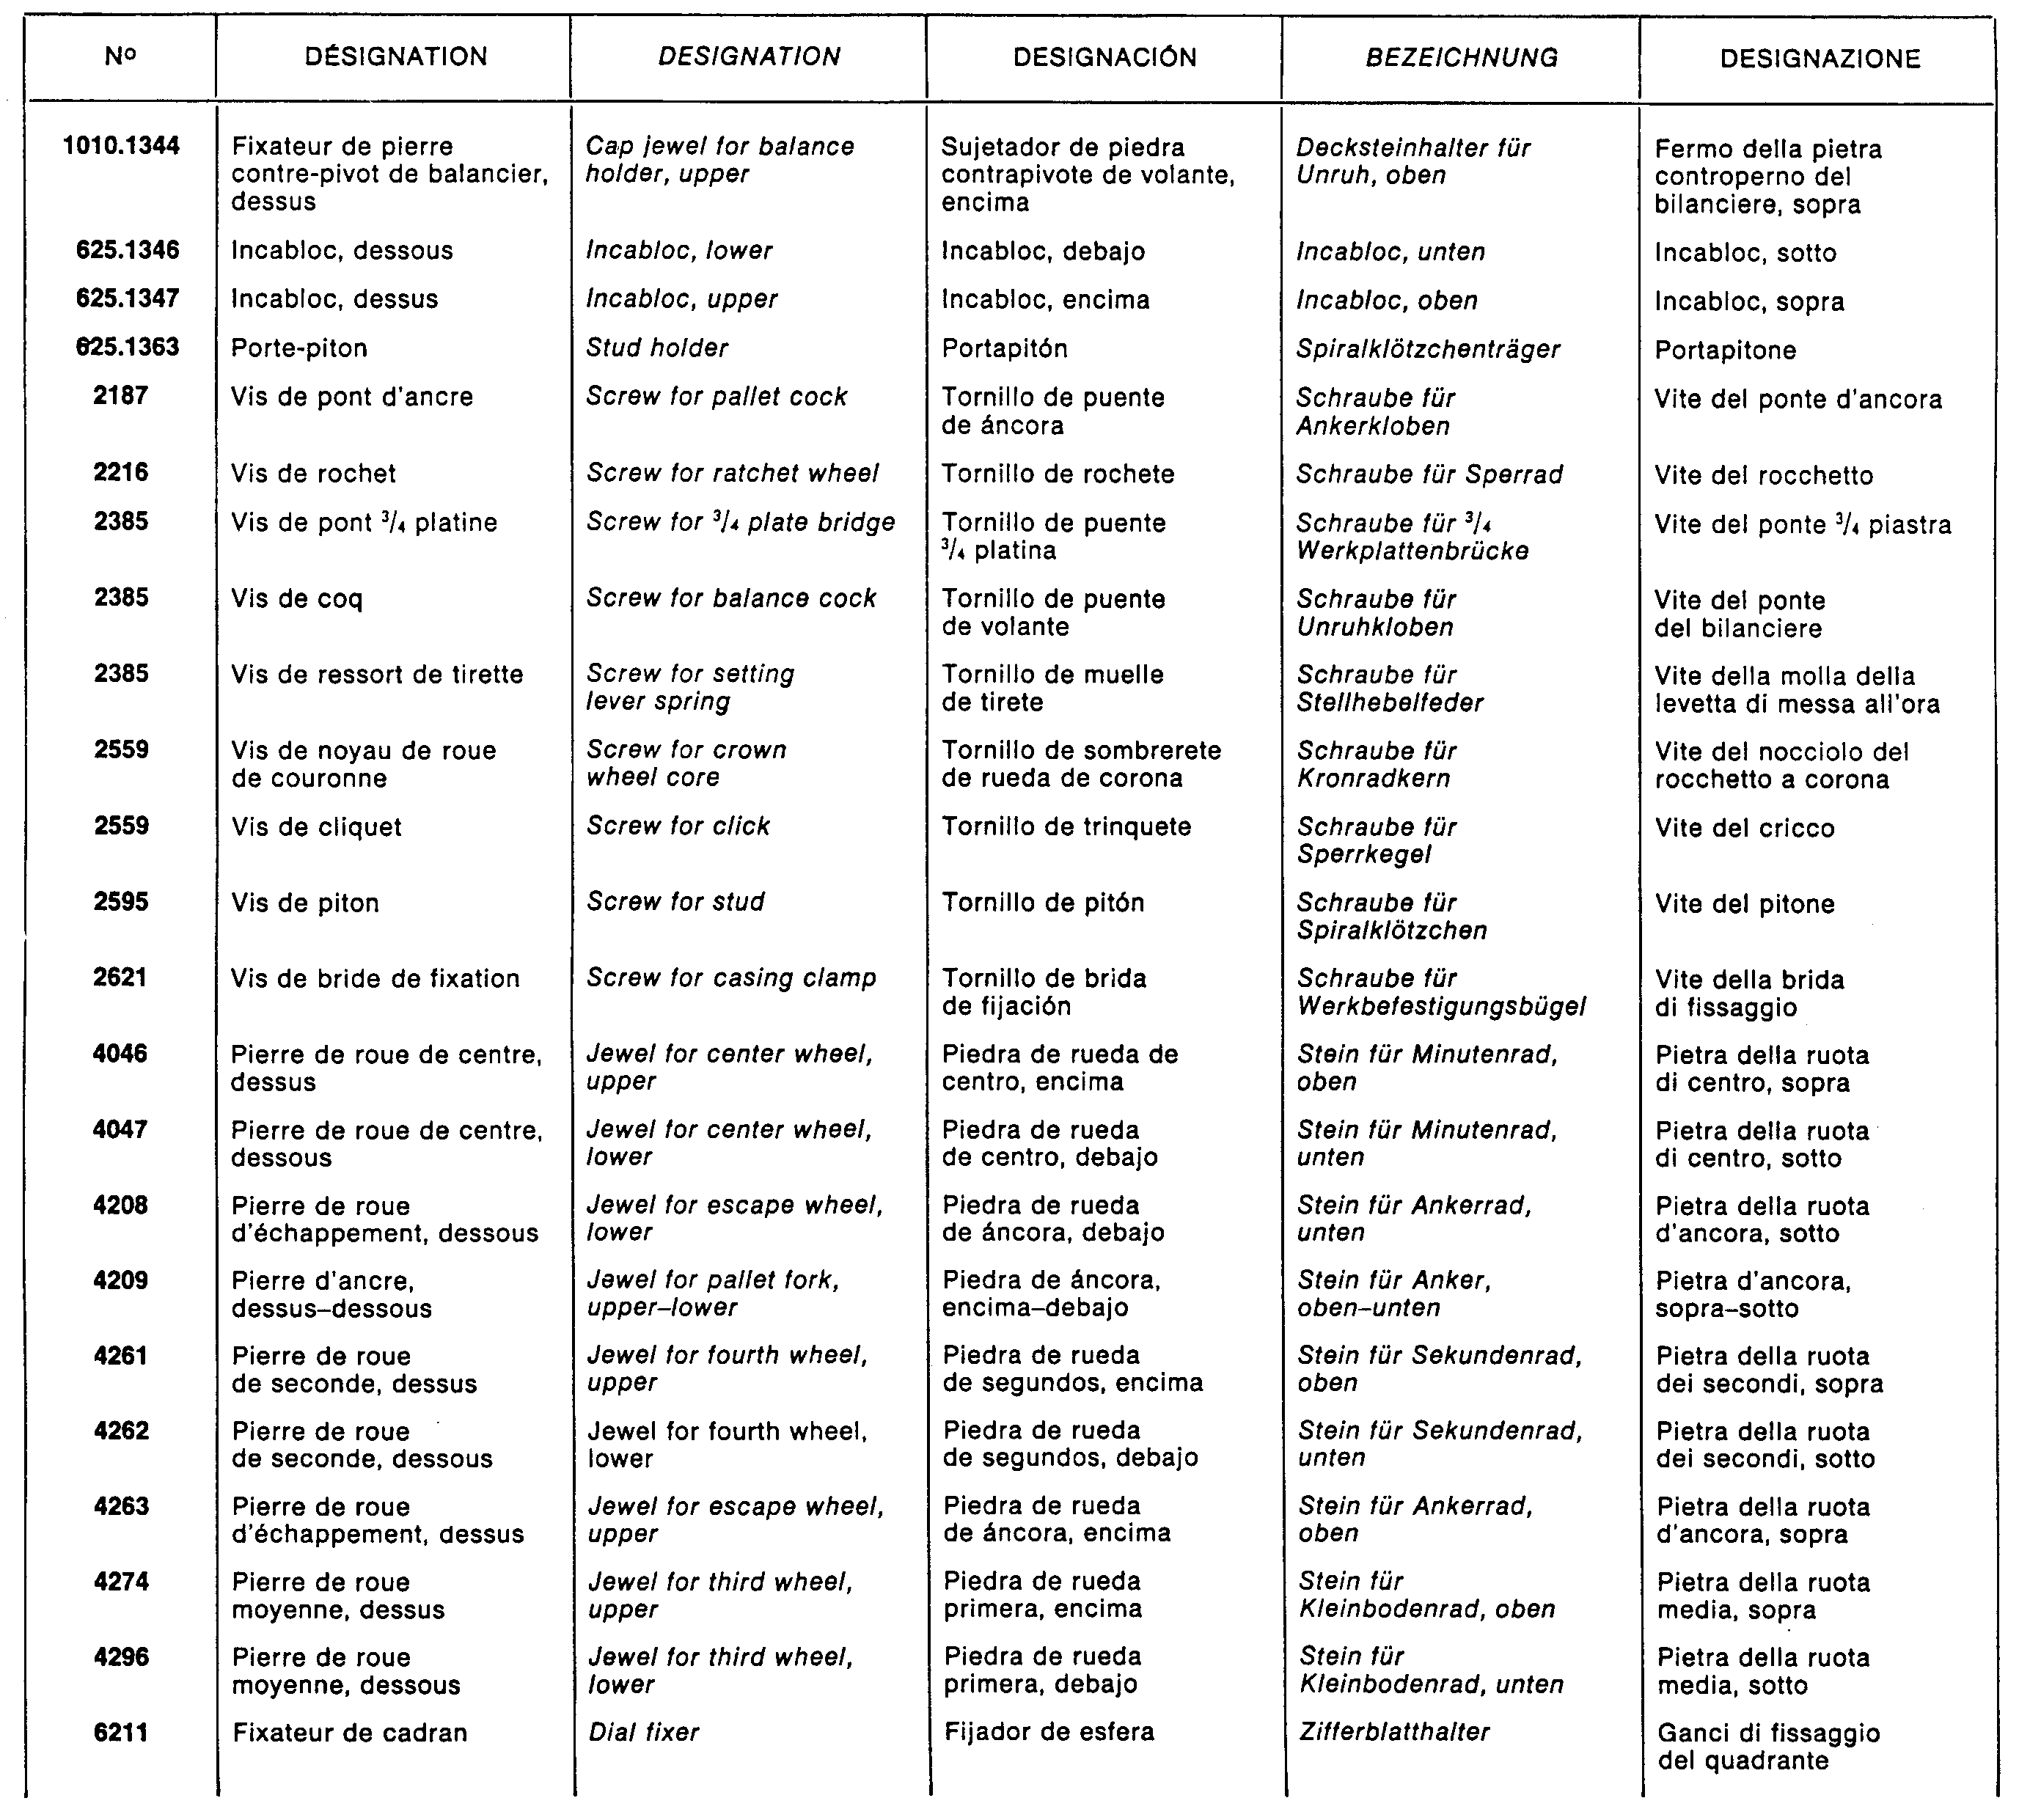 Nº DÉSIGNATION DESIGNATION DESIGNACIÓN BEZEICHNUNG DESIGNAZIONE
1010.1344 Fixateur de pierre Cap jewel for balance Sujetador de piedra Decksteinhalter für Fermo della pietra
contre-pivot de balancier, holder, upper contrapivote de volante, Unruh, oben controperno del
dessus encima bilanciere, sopra
625.1346 Incabloc, dessous Incabloc, lower Incabloc, debajo Incabloc, unten Incabloc, sotto
625.1347 Incabloc, dessus Incabloc, upper Incabloc, encima Incabloc, oben Incabloc, sopra
625.1363 Porte-piton Stud holder Portapitón Spiralklötzchenträger Portapitone
2187 Vis de pont d'ancre Screw for pallet cock Tornillo de puente Schraube für Vite del ponte d'ancora
de áncora Ankerkloben
2216 Vis de rochet Screw for ratchet wheel Tornillo de rochete Schraube für Sperrad Vite del rocchetto
2385 Vis de pont 3/4 platine Screw for 3/4 plate bridge Tornillo de puente Schraube für 3/4 Vite del ponte 3/4 piastra
3/4 platina Werkplattenbrücke
2385 Vis de coq Screw for balance cock Tornillo de puente Schraube für Vite del ponte
de volante Unruhkloben del bilanciere
2385 Vis de ressort de tirette Screw for setting Tornillo de muelle Schraube für Vite della molla della
lever spring de tirete Stellhebelfeder levetta di messa all'ora
2559 Vis de noyau de roue Screw for crown Tornillo de sombrerete Schraube für Vite del nocciolo del
de couronne wheel core de rueda de corona Kronradkern rocchetto a corona
2559 Vis de cliquet Screw for click Tornillo de trinquete Schraube für Vite del cricco
Sperrkegel
2595 Vis de piton Screw for stud Tornillo de pitón Schraube für Vite del pitone
Spiralklötzchen
2621 Vis de bride de fixation Screw for casing clamp Tornillo de brida Schraube für Vite della brida
de fijación Werkbefestigungsbügel di fissaggio
4046 Pierre de roue de centre, Jewel for center wheel, Piedra de rueda de Stein für Minutenrad, Pietra della ruota
dessus upper centro, encima oben di centro, sopra
4047 Pierre de roue de centre, Jewel for center wheel, Piedra de rueda Stein für Minutenrad, Pietra della ruota
dessous lower de centro, debajo unten di centro, sotto
4208 Pierre de roue Jewel for escape wheel, Piedra de rueda Stein für Ankerrad, Pietra della ruota
d'échappement, dessous lower de áncora, debajo unten d'ancora, sotto
4209 Pierre d'ancre, Jewel for pallet fork, Piedra de áncora, Stein für Anker, Pietra d'ancora,
dessus–dessous upper–lower encima–debajo oben–unten sopra–sotto
4261 Pierre de roue Jewel for fourth wheel, Piedra de rueda Stein für Sekundenrad, Pietra della ruota
de seconde, dessus upper de segundos, encima oben dei secondi, sopra
4262 Pierre de roue Jewel for fourth wheel, Piedra de rueda Stein für Sekundenrad, Pietra della ruota
de seconde, dessous lower de segundos, debajo unten dei secondi, sotto
4263 Pierre de roue Jewel for escape wheel, Piedra de rueda Stein für Ankerrad, Pietra della ruota
d'échappement, dessus upper de áncora, encima oben d'ancora, sopra
4274 Pierre de roue Jewel for third wheel, Piedra de rueda Stein für Pietra della ruota
moyenne, dessus upper primera, encima Kleinbodenrad, oben media, sopra
4296 Pierre de roue Jewel for third wheel, Piedra de rueda Stein für Pietra della ruota
moyenne, dessous lower primera, debajo Kleinbodenrad, unten media, sotto
6211 Fixateur de cadran Dial fixer Fijador de esfera Zifferblatthalter Ganci di fissaggio
del quadrante